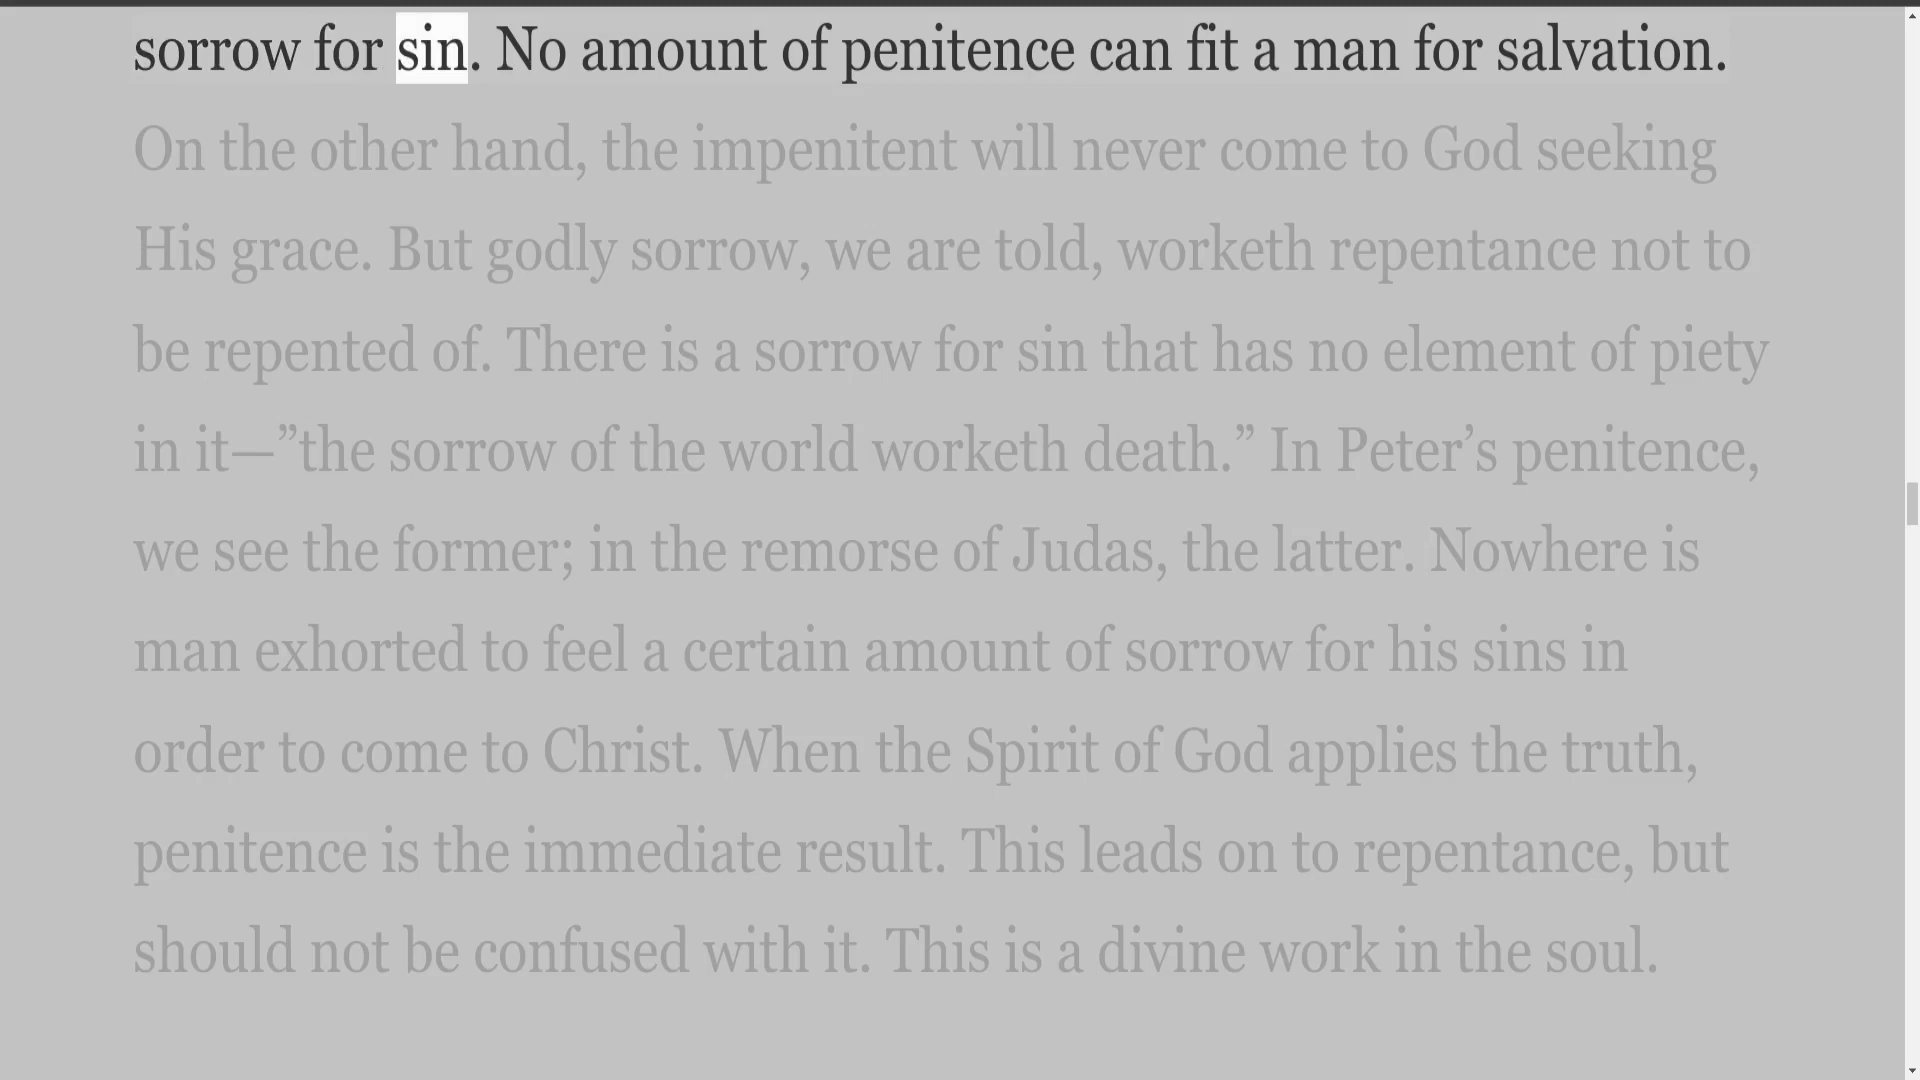 sorrow for sin. No amount of penitence can fit a man for salvation.
On the other hand, the impenitent will never come to God seeking
His grace. But godly sorrow, we are told, worketh repentance not to
be repented of. There is a sorrow for sin that has no element of piety
in it—”the sorrow of the world worketh death.” In Peter’s penitence,
we see the former; in the remorse of Judas, the latter. Nowhere is
man exhorted to feel a certain amount of sorrow for his sins in
order to come to Christ. When the Spirit of God applies the truth,
penitence is the immediate result. This leads on to repentance, but
should not be confused with it. This is a divine work in the soul.